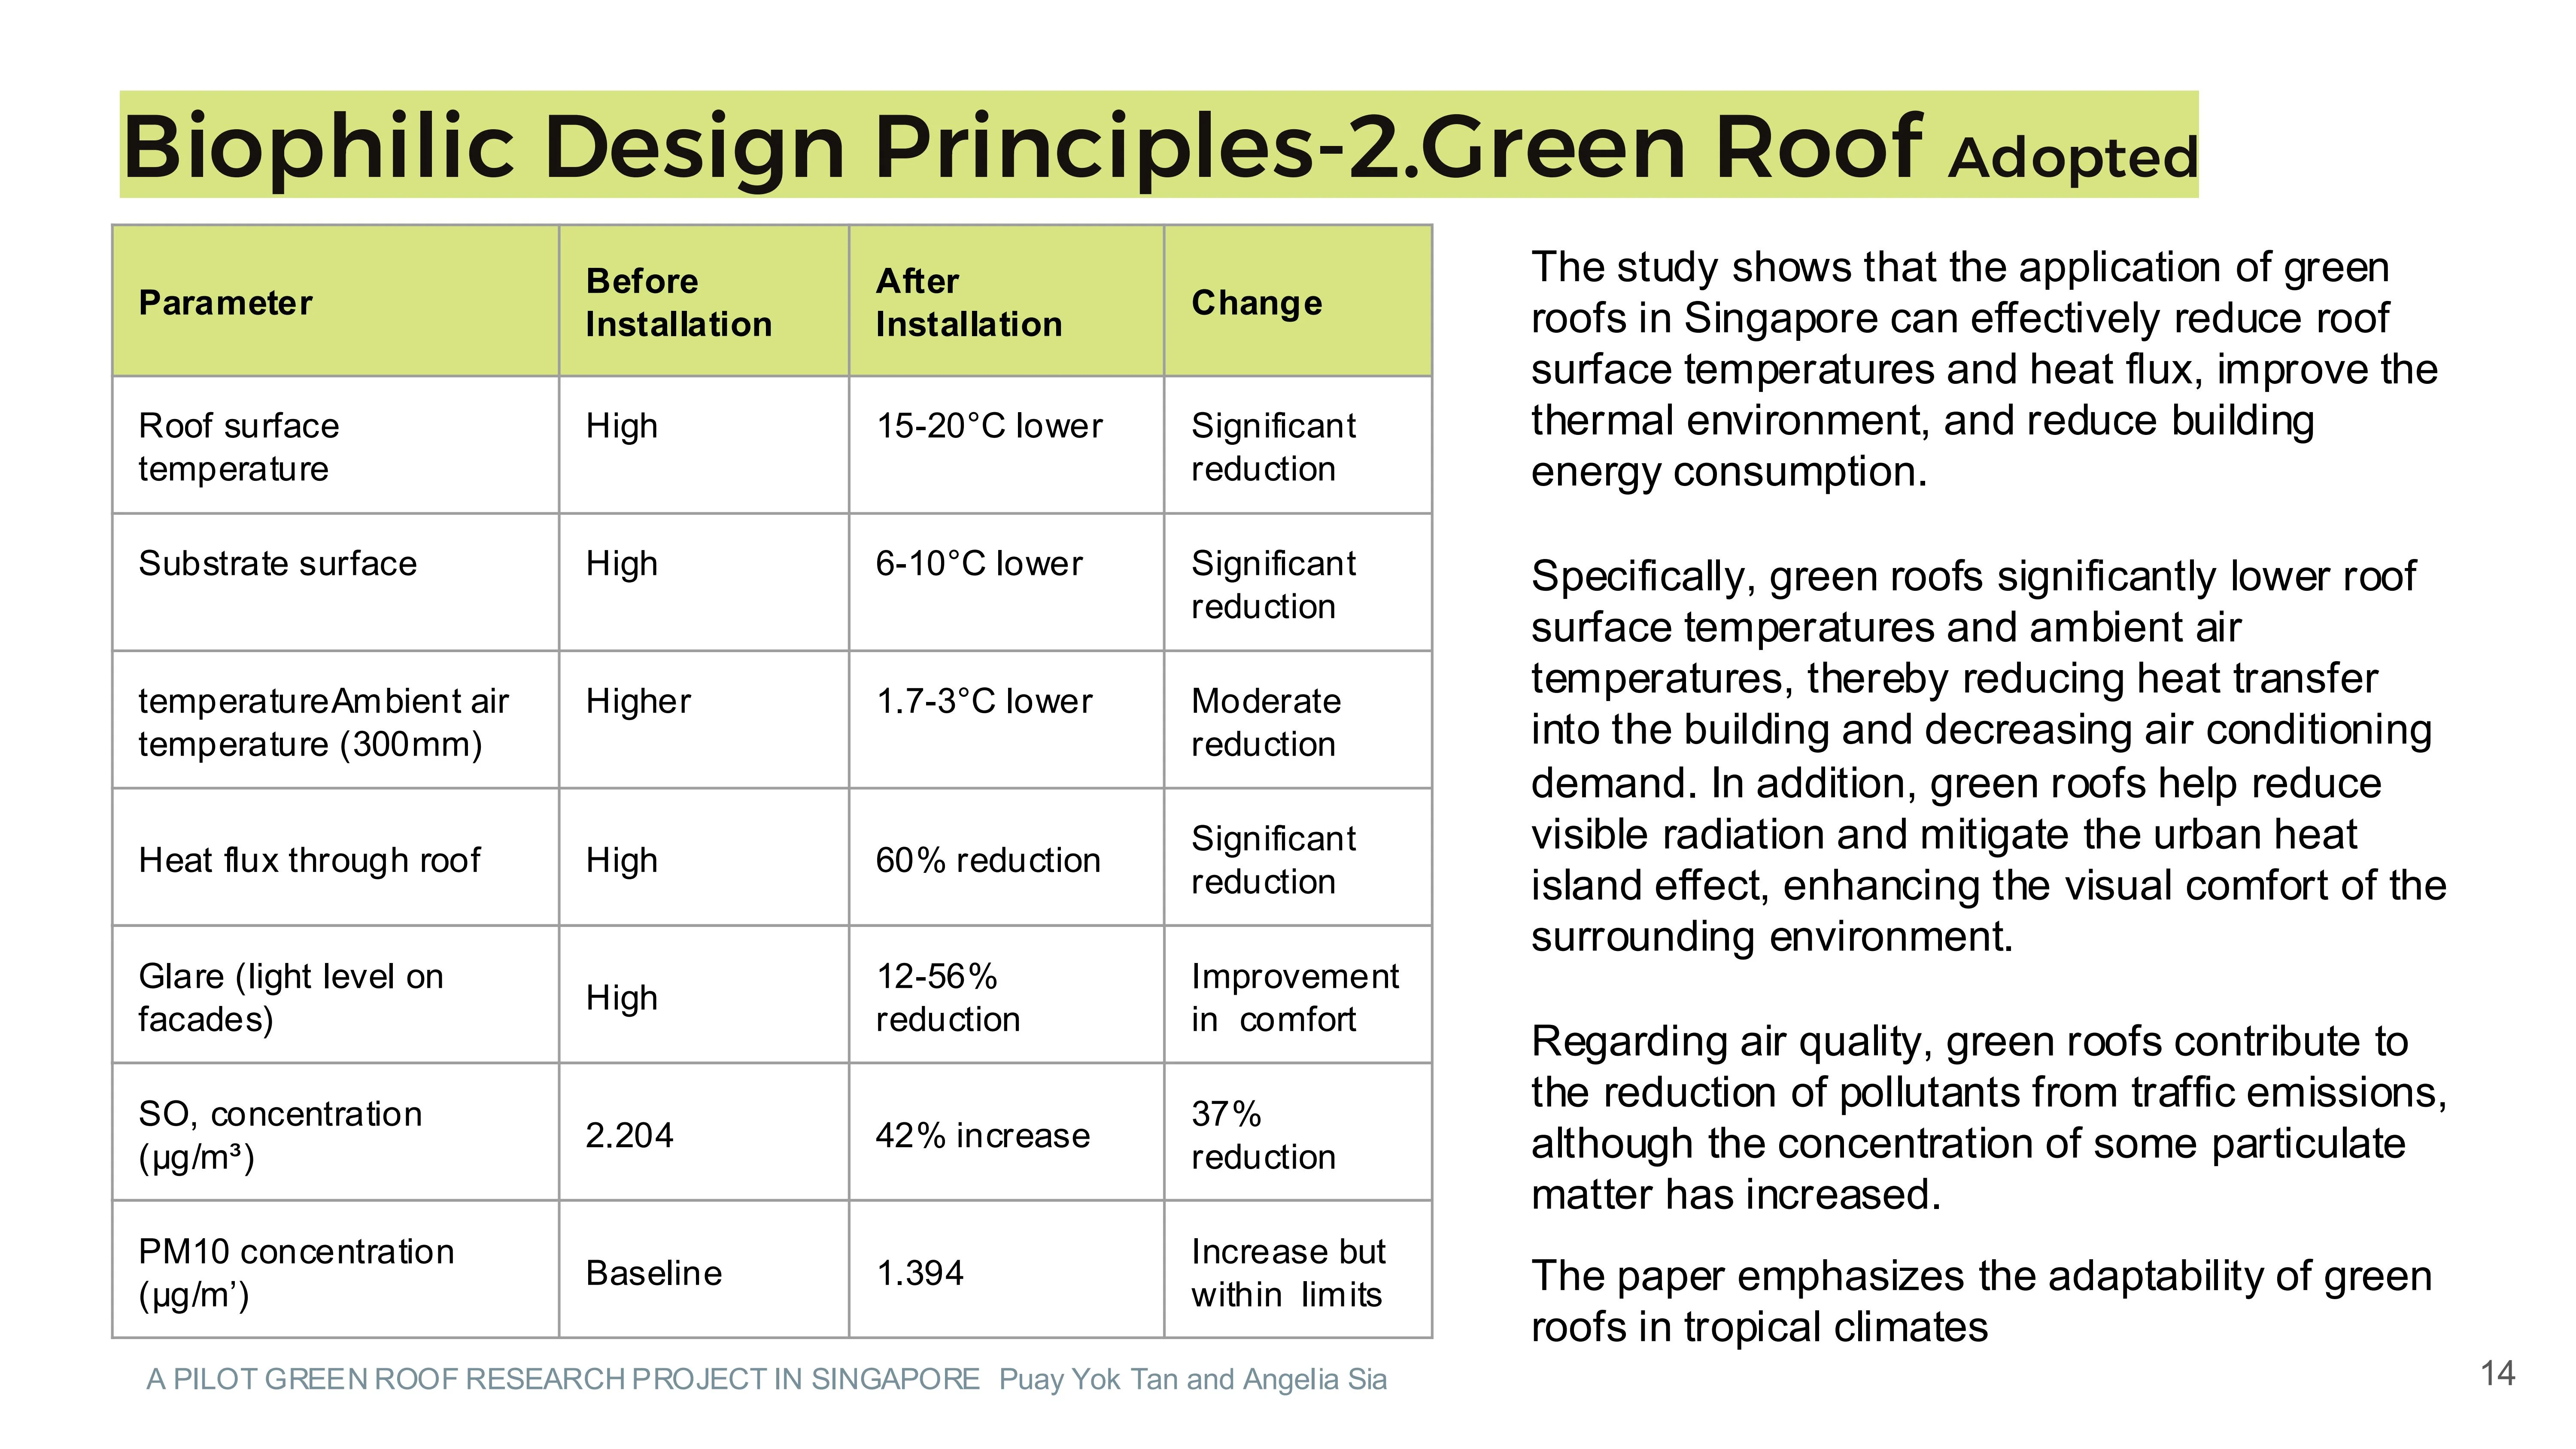 Biophilic Design Principles-2.Green Roof Adopted
Parameter
Before
Installation
After
Installation
Change
Roof surface
temperature
High
15-20°C lower
Significant
reduction
Substrate surface
High
6-10°C lower
Significant
reduction
temperatureAmbient air
temperature (300mm)
Higher
1.7-3°C lower
Moderate
reduction
Heat flux through roof
High
60% reduction
Significant
reduction
Glare (light level on
facades)
High
12-56%
reduction
Improvement
in comfort
SO, concentration
(µg/m³)
2.204
42% increase
37%
reduction
PM10 concentration
(µg/m’)
Baseline
1.394
Increase but
within limits
The study shows that the application of green
roofs in Singapore can effectively reduce roof
surface temperatures and heat flux, improve the
thermal environment, and reduce building
energy consumption.
Specifically, green roofs significantly lower roof
surface temperatures and ambient air
temperatures, thereby reducing heat transfer
into the building and decreasing air conditioning
demand. In addition, green roofs help reduce
visible radiation and mitigate the urban heat
island effect, enhancing the visual comfort of the
surrounding environment.
Regarding air quality, green roofs contribute to
the reduction of pollutants from traffic emissions,
although the concentration of some particulate
matter has increased.
The paper emphasizes the adaptability of green
roofs in tropical climates
A PILOT GREEN ROOF RESEARCH PROJECT IN SINGAPORE Puay Yok Tan and Angelia Sia
14